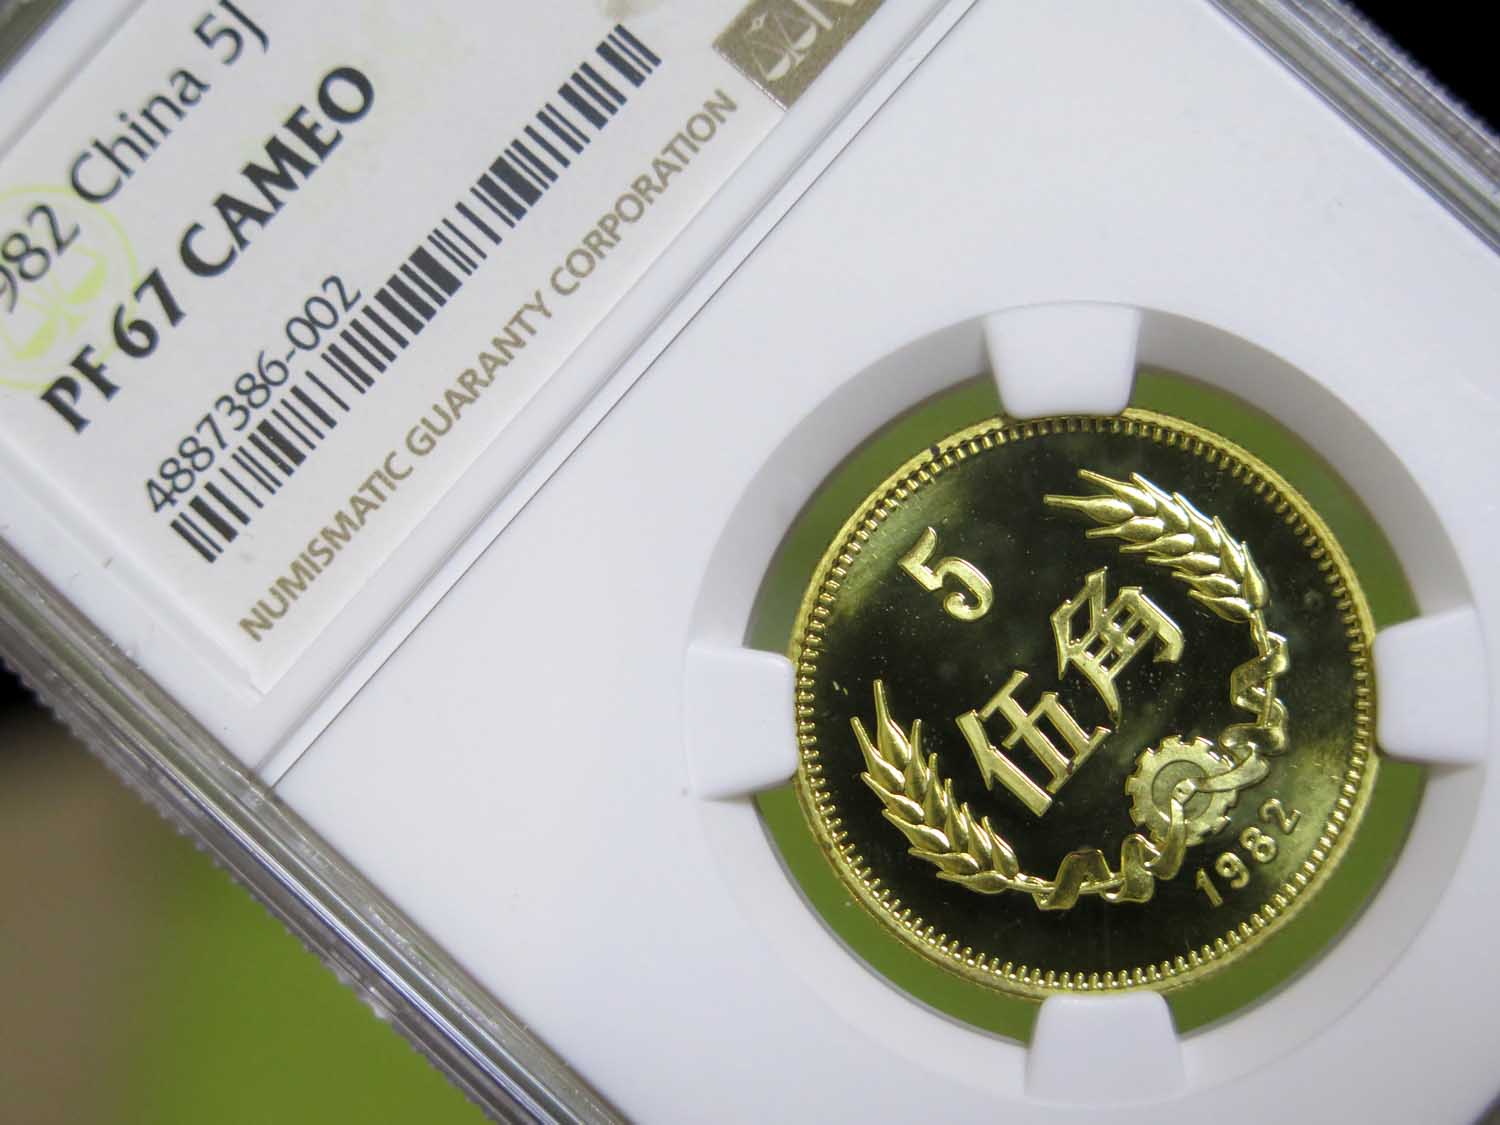 982 China 5J
PF 67 CAMEO
4887386-002
NUMISMATIC GUARANTY CORPORATION
5
伍角
1982